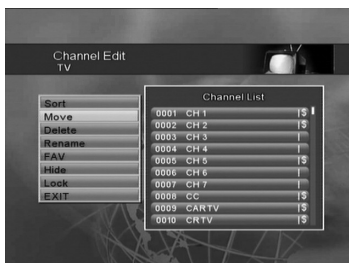 Channel Edit
TV
Sort
Move
Delete
Rename
FAV
Hide
Lock
EXIT
Channel List
0001 CH 1 |$
0002 CH 2 |$
0003 CH 3 |
0004 CH 4 |
0005 CH 5 |$
0006 CH 6 |
0007 CH 7 |
0008 CC |$
0009 CARTV |$
0010 CRTV |$